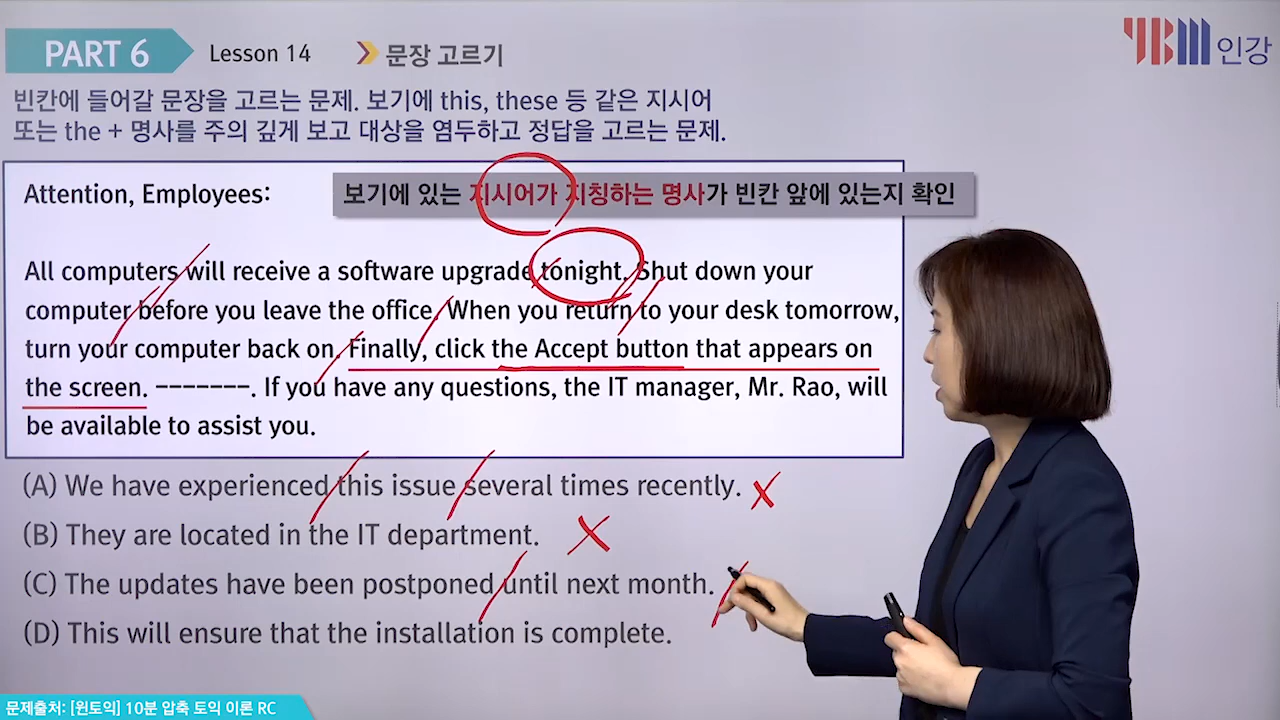 PART 6
Lesson 14
문장 고르기
YBM 인강
빈칸에 들어갈 문장을 고르는 문제. 보기에 this, these 등 같은 지시어
또는 the + 명사를 주의 깊게 보고 대상을 염두하고 정답을 고르는 문제.
Attention, Employees:
보기에 있는 지시어가 지칭하는 명사가 빈칸 앞에 있는지 확인
All computers will receive a software upgrade tonight. Shut down your
computer before you leave the office. When you return to your desk tomorrow,
turn your computer back on. Finally, click the Accept button that appears on
the screen. -------. If you have any questions, the IT manager, Mr. Rao, will
be available to assist you.
(A) We have experienced this issue several times recently.
(B) They are located in the IT department.
(C) The updates have been postponed until next month.
(D) This will ensure that the installation is complete.
문제출처: [윈토익] 10분 압축 토익 이론 RC